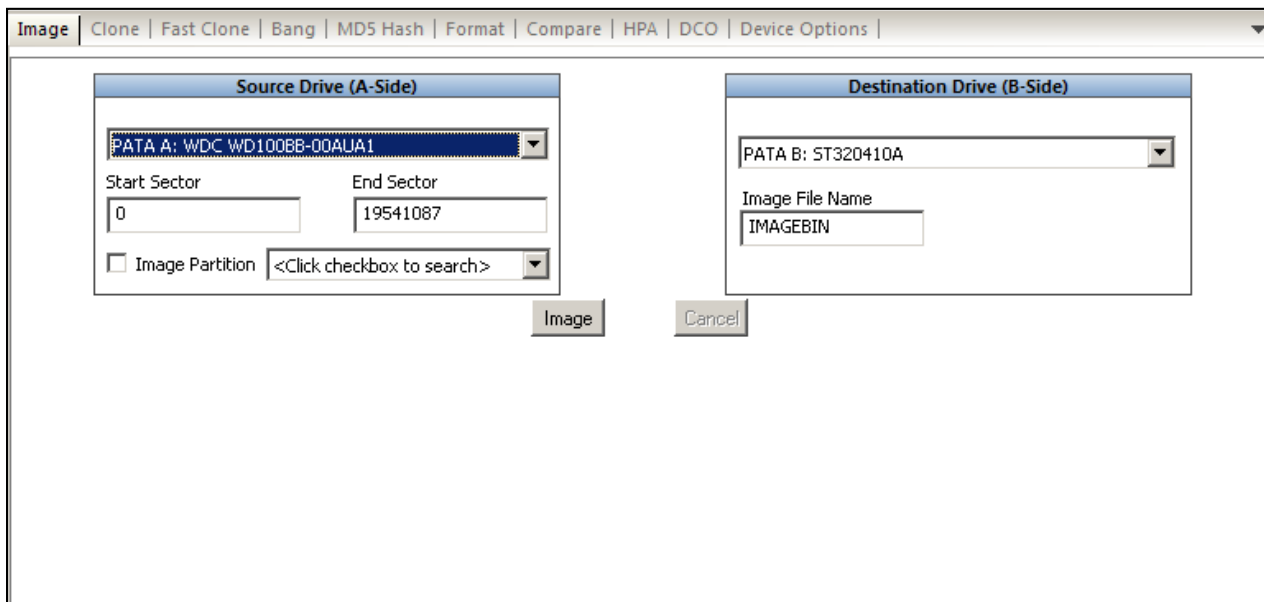 Image | Clone | Fast Clone | Bang | MD5 Hash | Format | Compare | HPA | DCO | Device Options |
Source Drive (A-Side)
PATA A: WDC WD100BB-00AUA1
Start Sector End Sector
0 19541087
Image Partition <Click checkbox to search>
Destination Drive (B-Side)
PATA B: ST320410A
Image File Name
IMAGEBIN
Image Cancel